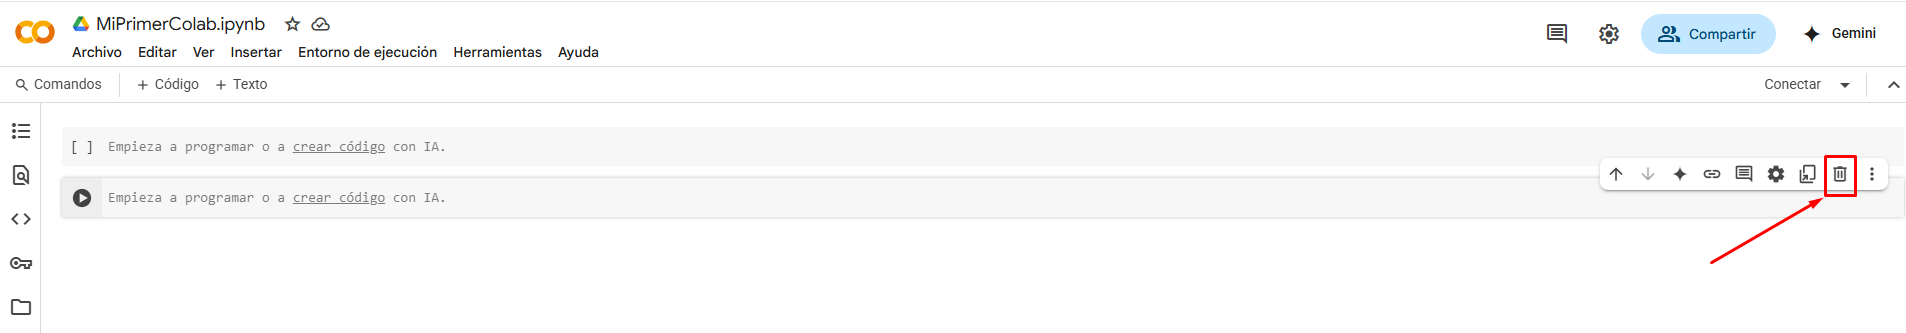 MiPrimerColab.ipynb
Archivo Editar Ver Insertar Entorno de ejecución Herramientas Ayuda
Compartir
Gemini
Comandos + Código + Texto
Conectar
[ ] Empieza a programar o a crear código con IA.
Empieza a programar o a crear código con IA.